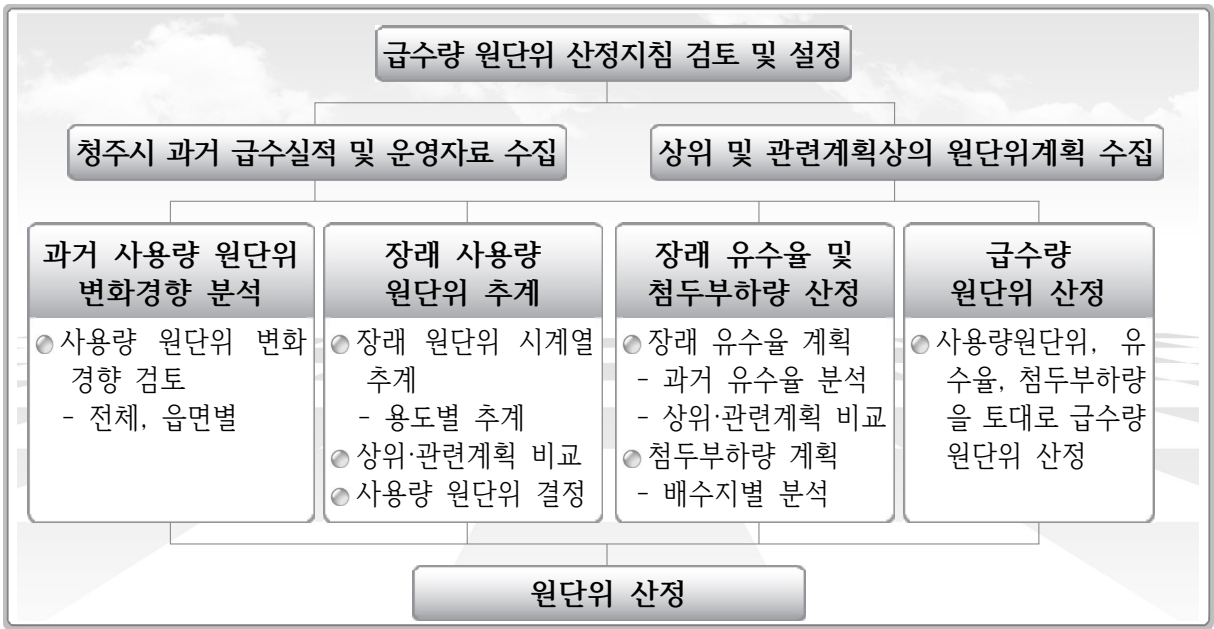 급수량 원단위 산정지침 검토 및 설정
청주시 과거 급수실적 및 운영자료 수집
상위 및 관련계획상의 원단위계획 수집
과거 사용량 원단위
변화경향 분석
사용량 원단위 변화
경향 검토
- 전체, 읍면별
장래 사용량
원단위 추계
장래 원단위 시계열
추계
- 용도별 추계
상위·관련계획 비교
사용량 원단위 결정
장래 유수율 및
첨두부하량 산정
장래 유수율 계획
- 과거 유수율 분석
- 상위·관련계획 비교
첨두부하량 계획
- 배수지별 분석
급수량
원단위 산정
사용량원단위, 유
수율, 첨두부하량
을 토대로 급수량
원단위 산정
원단위 산정